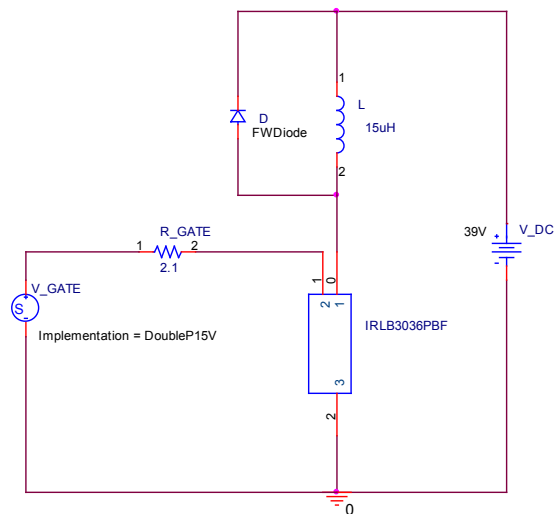 1
L
D
FWDiode
15uH
2
R_GATE
1 2
2.1
39V
V_DC
V_GATE
S
Implementation = DoubleP15V
1 0
2 1
IRLB3036PBF
3
2
0